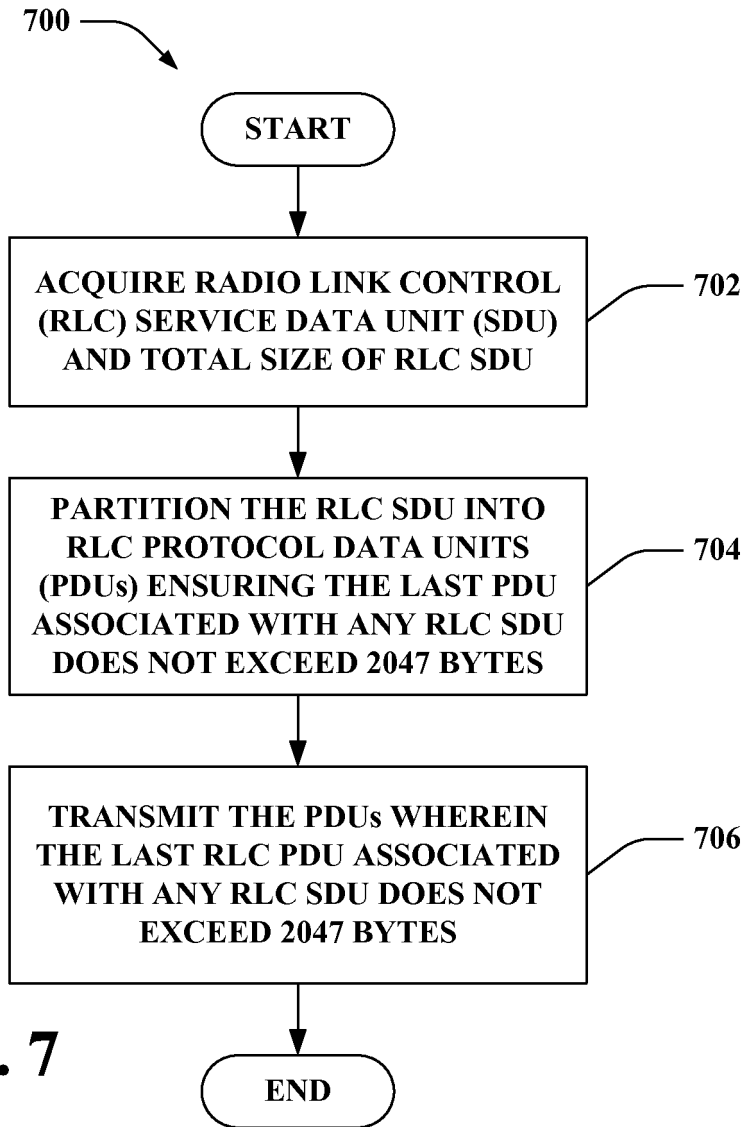 700
START
ACQUIRE RADIO LINK CONTROL
(RLC) SERVICE DATA UNIT (SDU)
AND TOTAL SIZE OF RLC SDU
702
PARTITION THE RLC SDU INTO
RLC PROTOCOL DATA UNITS
(PDUs) ENSURING THE LAST PDU
ASSOCIATED WITH ANY RLC SDU
DOES NOT EXCEED 2047 BYTES
704
TRANSMIT THE PDUs WHEREIN
THE LAST RLC PDU ASSOCIATED
WITH ANY RLC SDU DOES NOT
EXCEED 2047 BYTES
706
. 7
END